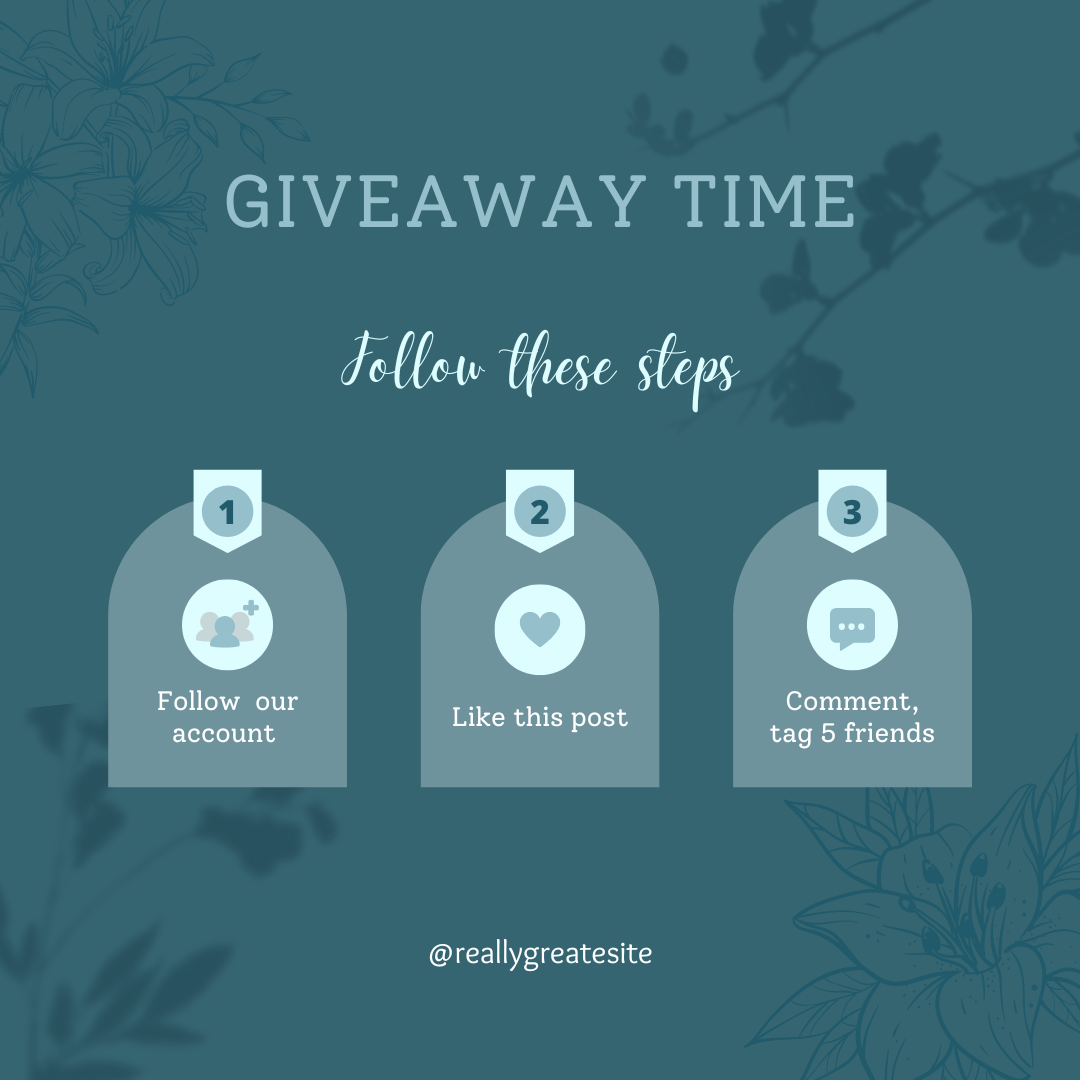 GIVEAWAY TIME
Follow these steps
1
2
3
Follow our
account
Like this post
Comment,
tag 5 friends
@reallygreatesite